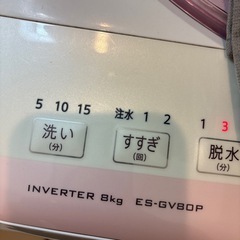 5 10 15 注水 1 2 1 3
洗い すすぎ 脱水
(分) (回) (分)
INVERTER 8kg ES-GV80P